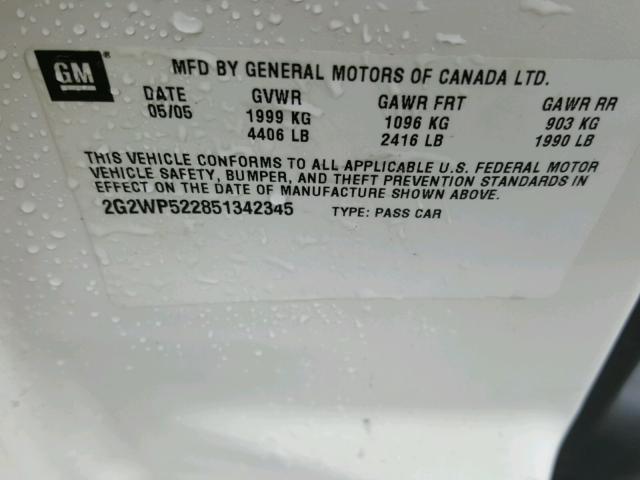 GM
MFD BY GENERAL MOTORS OF CANADA LTD.
DATE GVWR GAWR FRT GAWR RR
05/05 1999 KG 1096 KG 903 KG
4406 LB 2416 LB 1990 LB
THIS VEHICLE CONFORMS TO ALL APPLICABLE U.S. FEDERAL MOTOR
VEHICLE SAFETY, BUMPER, AND THEFT PREVENTION STANDARDS IN
EFFECT ON THE DATE OF MANUFACTURE SHOWN ABOVE.
2G2WP522851342345 TYPE: PASS CAR